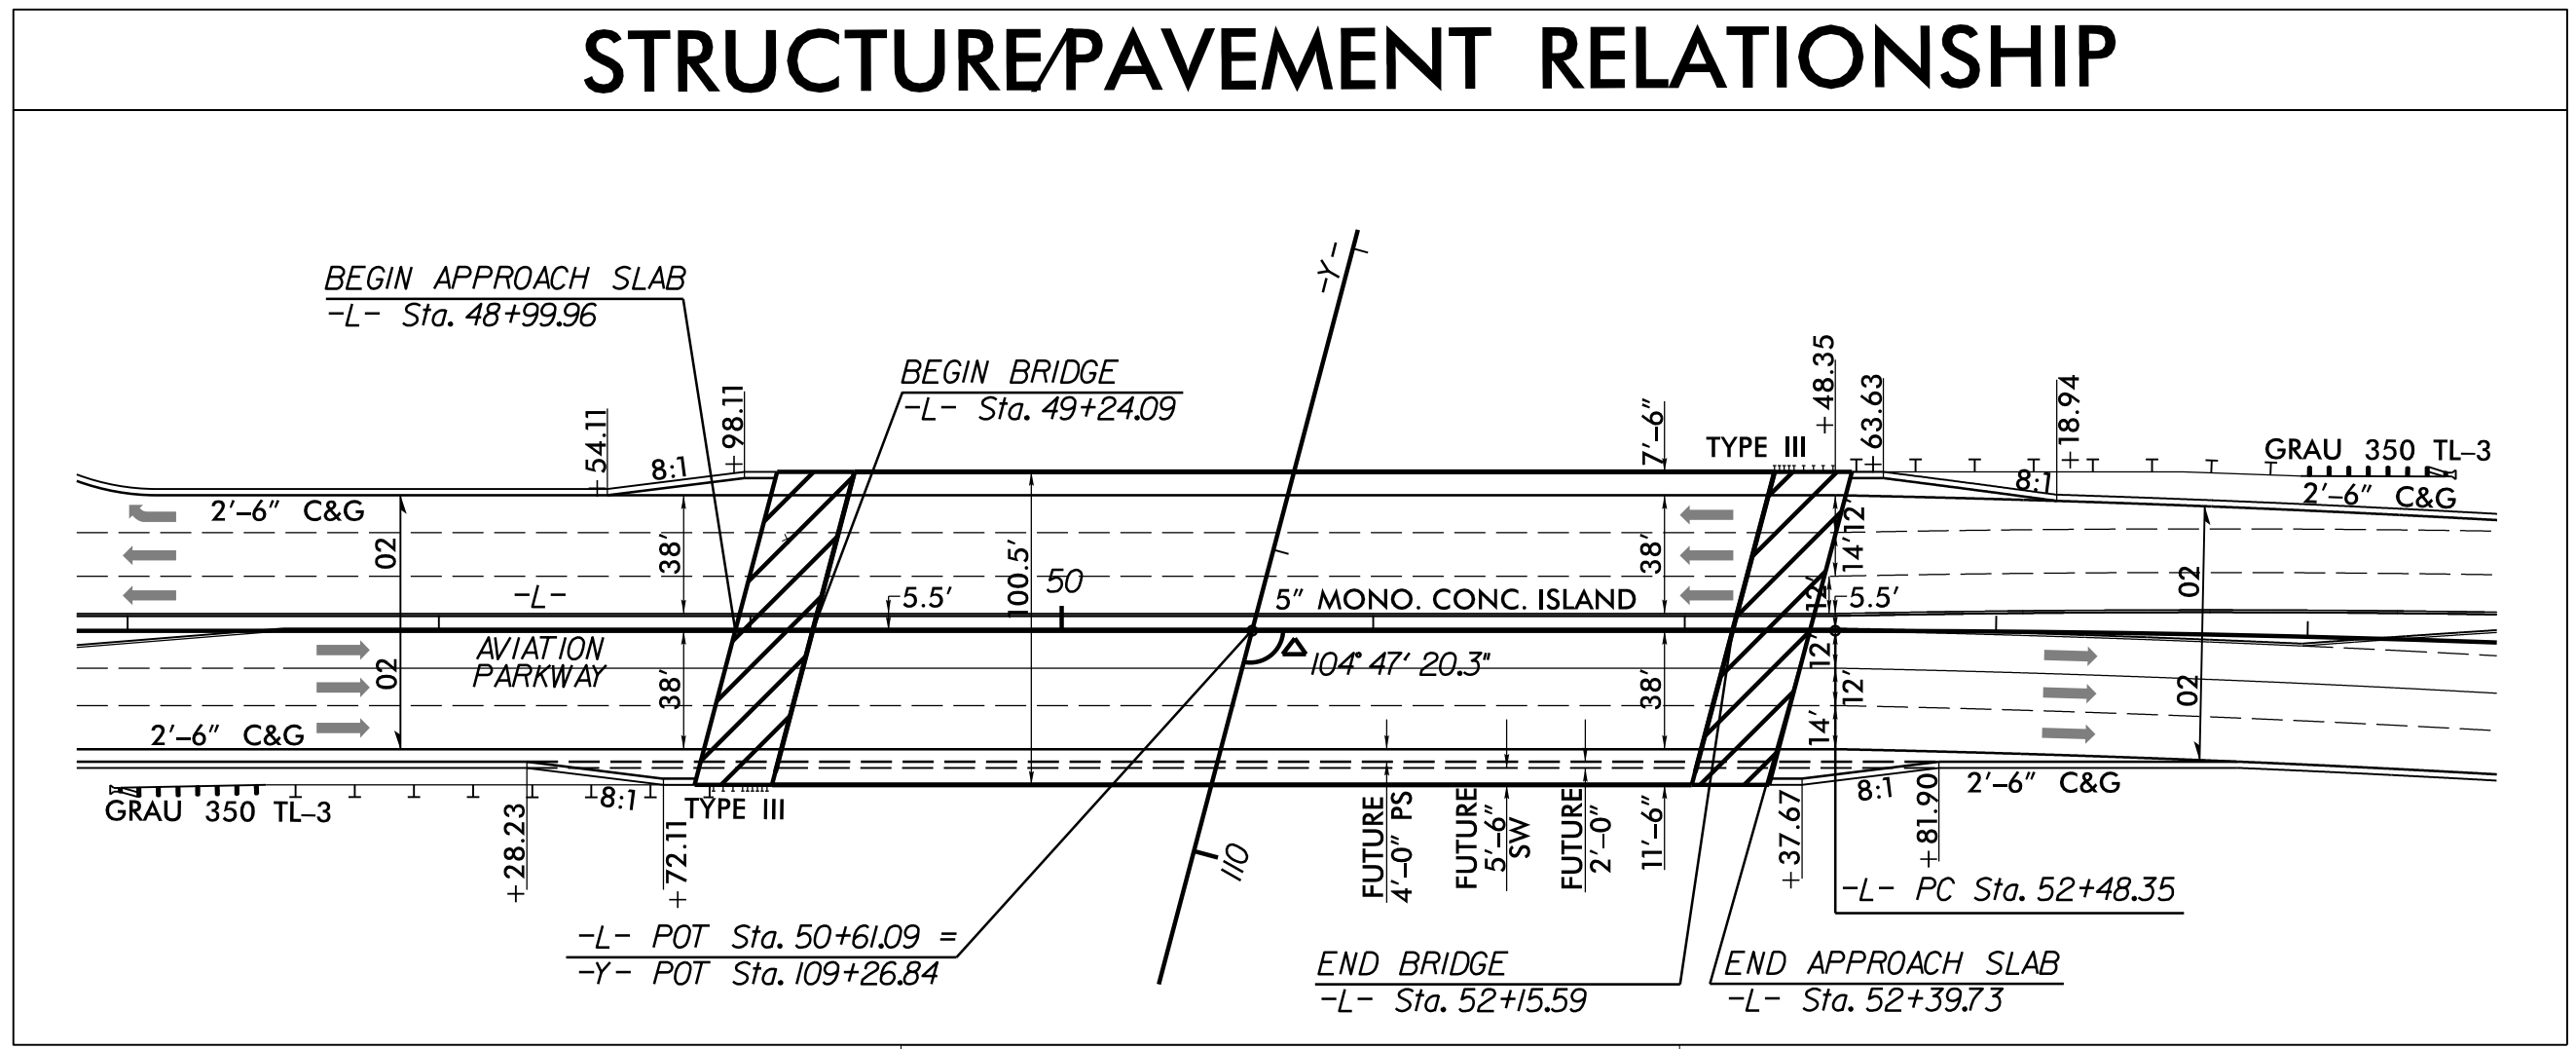 STRUCTURE/PAVEMENT RELATIONSHIP
BEGIN APPROACH SLAB
-L- Sta. 48+99.96
BEGIN BRIDGE
-L- Sta. 49+24.09
-Y-
+54.11
8:1
+98.11
7'-6"
TYPE III
+48.35
+63.63
+18.94
8:1
GRAU 350 TL-3
2'-6" C&G
2'-6" C&G
02
38'
100.5'
38'
12'
14'
12'
02
-L-
5.5'
50
5" MONO. CONC. ISLAND
5.5'
AVIATION
PARKWAY
02
38'
104° 47' 20.3"
38'
12'
12'
14'
02
2'-6" C&G
GRAU 350 TL-3
8:1
TYPE III
+28.23
+72.11
110
FUTURE
4'-0" PS
FUTURE
5'-6"
SW
FUTURE
2'-0"
11'-6"
+37.67
8:1
+81.90
2'-6" C&G
-L- PC Sta. 52+48.35
-L- POT Sta. 50+61.09 =
-Y- POT Sta. 109+26.84
END BRIDGE
-L- Sta. 52+15.59
END APPROACH SLAB
-L- Sta. 52+39.73